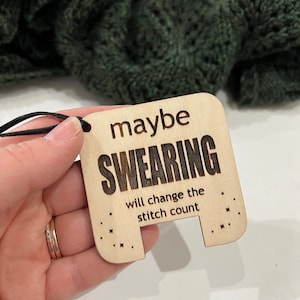 maybe
SWEARING
will change the
stitch count